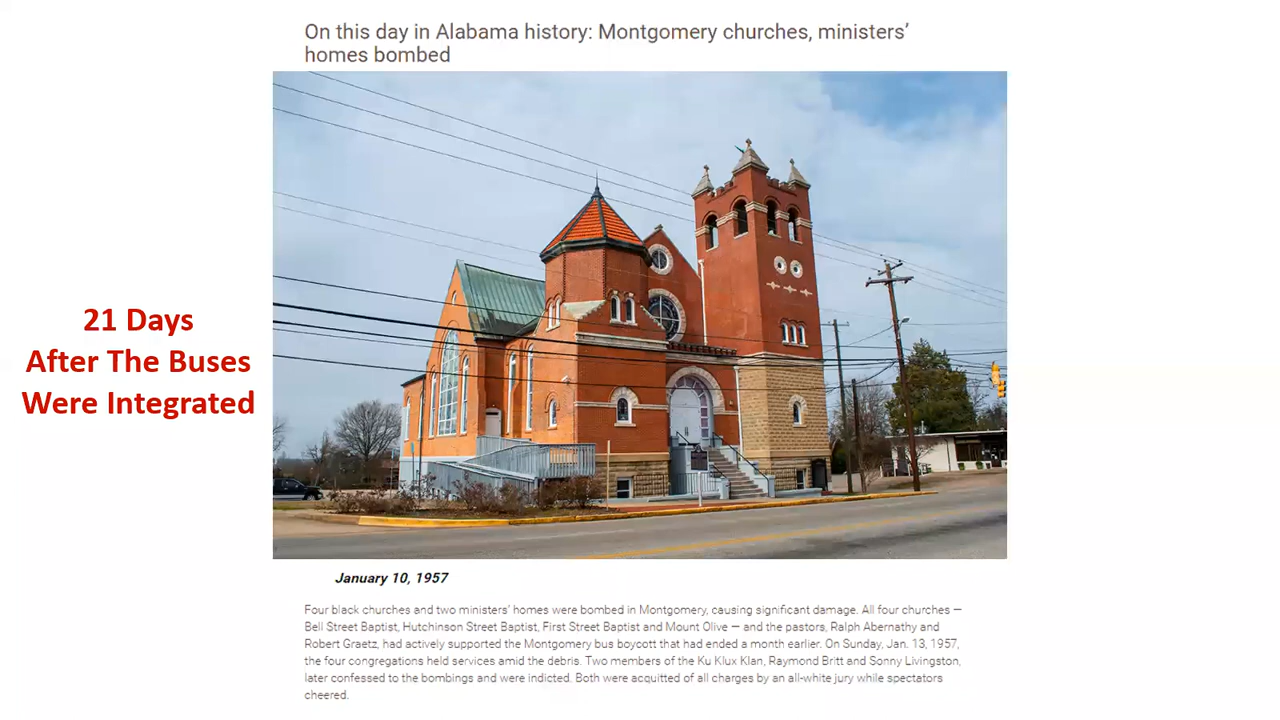 On this day in Alabama history: Montgomery churches, ministers’
homes bombed
21 Days
After The Buses
Were Integrated
January 10, 1957
Four black churches and two ministers’ homes were bombed in Montgomery, causing significant damage. All four churches —
Bell Street Baptist, Hutchinson Street Baptist, First Street Baptist and Mount Olive — and the pastors, Ralph Abernathy and
Robert Graetz, had actively supported the Montgomery bus boycott that had ended a month earlier. On Sunday, Jan. 13, 1957,
the four congregations held services amid the debris. Two members of the Ku Klux Klan, Raymond Britt and Sonny Livingston,
later confessed to the bombings and were indicted. Both were acquitted of all charges by an all-white jury while spectators
cheered.